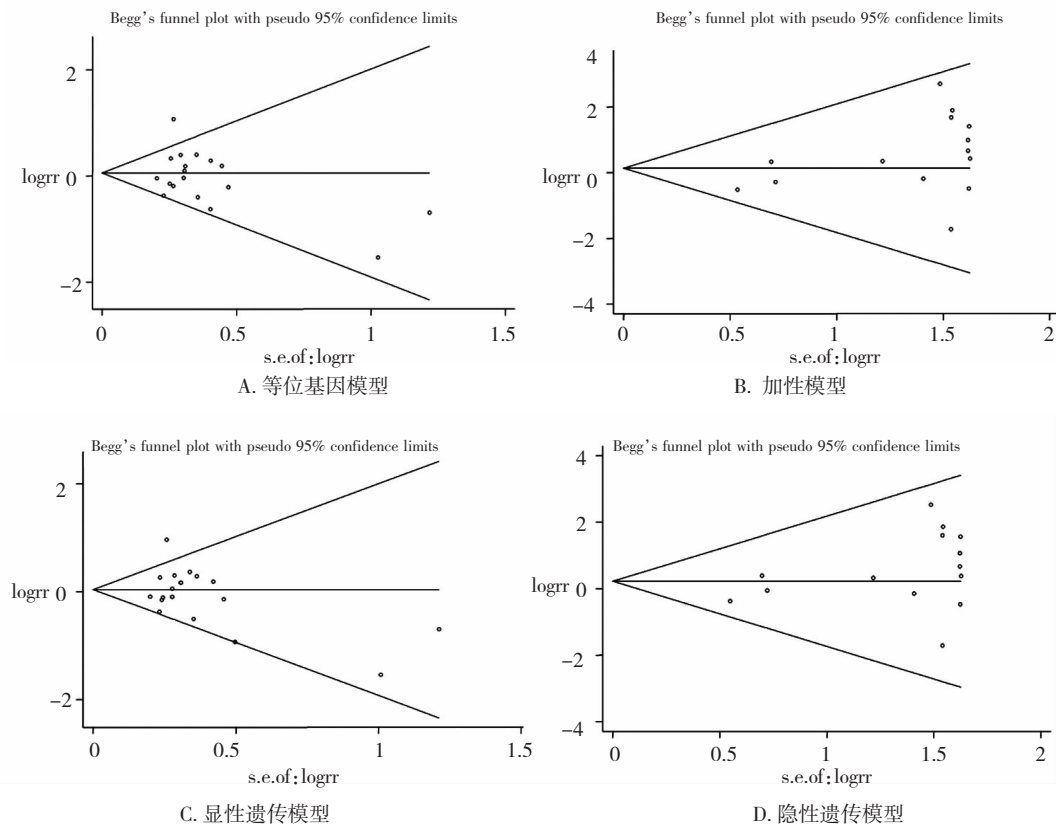 Begg's funnel plot with pseudo 95% confidence limits
2
logrr 0
−2
0 0.5 1 1.5
s.e.of:logrr
A. 等位基因模型
Begg's funnel plot with pseudo 95% confidence limits
4
2
logrr 0
−2
−4
0 0.5 1 1.5 2
s.e.of:logrr
B. 加性模型
Begg's funnel plot with pseudo 95% confidence limits
2
logrr 0
−2
0 0.5 1 1.5
s.e.of:logrr
C. 显性遗传模型
Begg's funnel plot with pseudo 95% confidence limits
4
2
logrr 0
−2
−4
0 0.5 1 1.5 2
s.e.of:logrr
D. 隐性遗传模型